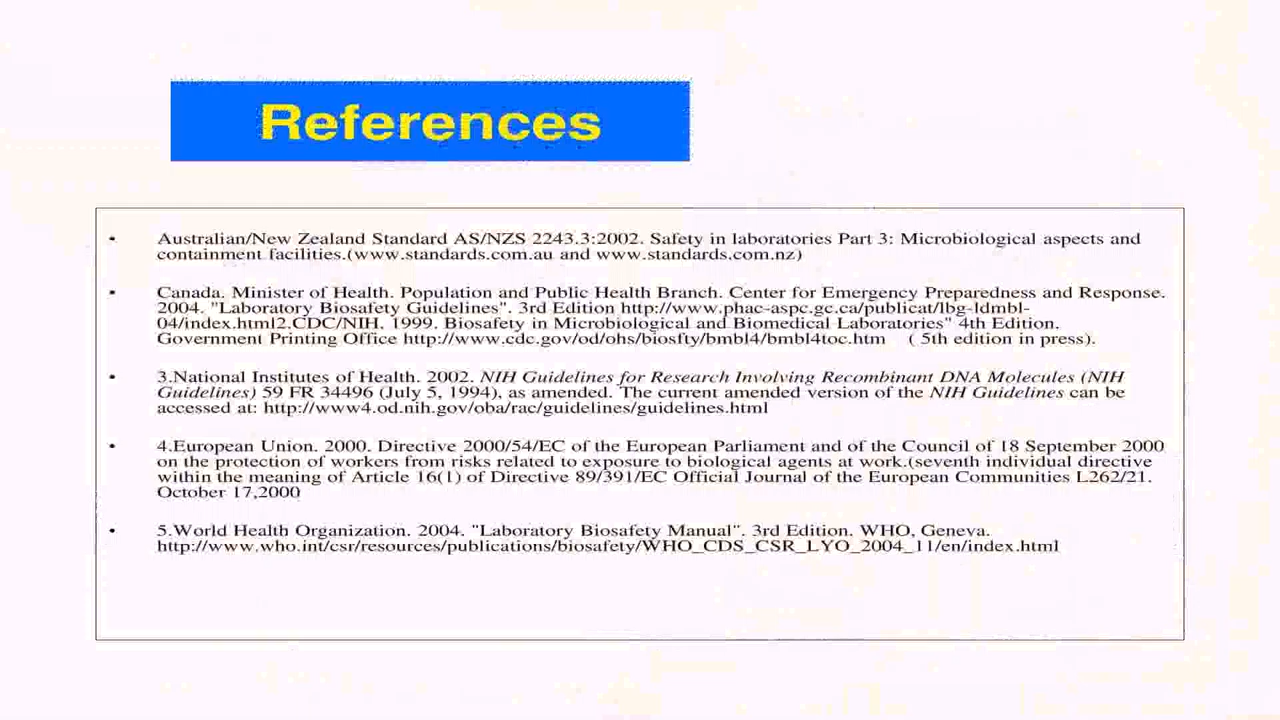 References
• Australian/New Zealand Standard AS/NZS 2243.3:2002. Safety in laboratories Part 3: Microbiological aspects and
containment facilities.(www.standards.com.au and www.standards.com.nz)
• Canada. Minister of Health. Population and Public Health Branch. Center for Emergency Preparedness and Response.
2004. "Laboratory Biosafety Guidelines". 3rd Edition http://www.phac-aspc.gc.ca/publicat/lbg-ldmbl-
04/index.html2.CDC/NIH. 1999. Biosafety in Microbiological and Biomedical Laboratories" 4th Edition.
Government Printing Office http://www.cdc.gov/od/ohs/biosfty/bmbl4/bmbl4toc.htm ( 5th edition in press).
• 3.National Institutes of Health. 2002. NIH Guidelines for Research Involving Recombinant DNA Molecules (NIH
Guidelines) 59 FR 34496 (July 5, 1994), as amended. The current amended version of the NIH Guidelines can be
accessed at: http://www4.od.nih.gov/oba/rac/guidelines/guidelines.html
• 4.European Union. 2000. Directive 2000/54/EC of the European Parliament and of the Council of 18 September 2000
on the protection of workers from risks related to exposure to biological agents at work.(seventh individual directive
within the meaning of Article 16(1) of Directive 89/391/EC Official Journal of the European Communities L262/21.
October 17,2000
• 5.World Health Organization. 2004. "Laboratory Biosafety Manual". 3rd Edition. WHO, Geneva.
http://www.who.int/csr/resources/publications/biosafety/WHO_CDS_CSR_LYO_2004_11/en/index.html